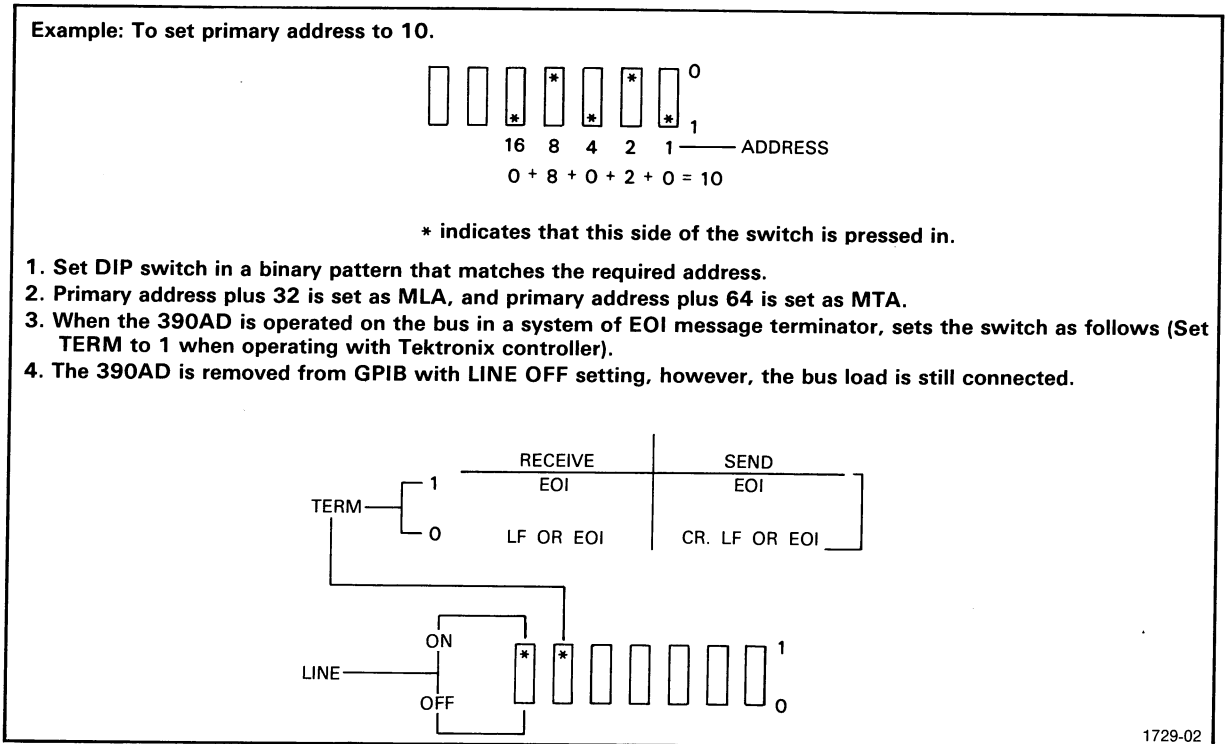 Example: To set primary address to 10.
* * 0
* * * 1
16 8 4 2 1 ADDRESS
0 + 8 + 0 + 2 + 0 = 10
* indicates that this side of the switch is pressed in.
1. Set DIP switch in a binary pattern that matches the required address.
2. Primary address plus 32 is set as MLA, and primary address plus 64 is set as MTA.
3. When the 390AD is operated on the bus in a system of EOI message terminator, sets the switch as follows (Set
TERM to 1 when operating with Tektronix controller).
4. The 390AD is removed from GPIB with LINE OFF setting, however, the bus load is still connected.
RECEIVE SEND
1 EOI EOI
TERM
0 LF OR EOI CR. LF OR EOI
ON
* * 1
LINE
OFF 0
1729-02